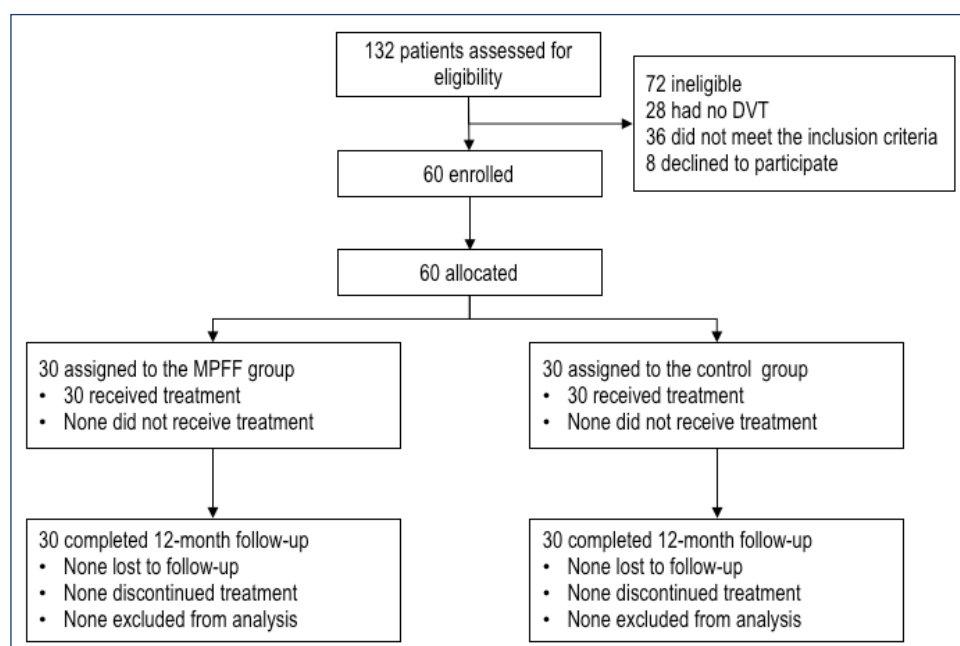 132 patients assessed for
eligibility
72 ineligible
28 had no DVT
36 did not meet the inclusion criteria
8 declined to participate
60 enrolled
60 allocated
30 assigned to the MPFF group
• 30 received treatment
• None did not receive treatment
30 assigned to the control group
• 30 received treatment
• None did not receive treatment
30 completed 12-month follow-up
• None lost to follow-up
• None discontinued treatment
• None excluded from analysis
30 completed 12-month follow-up
• None lost to follow-up
• None discontinued treatment
• None excluded from analysis